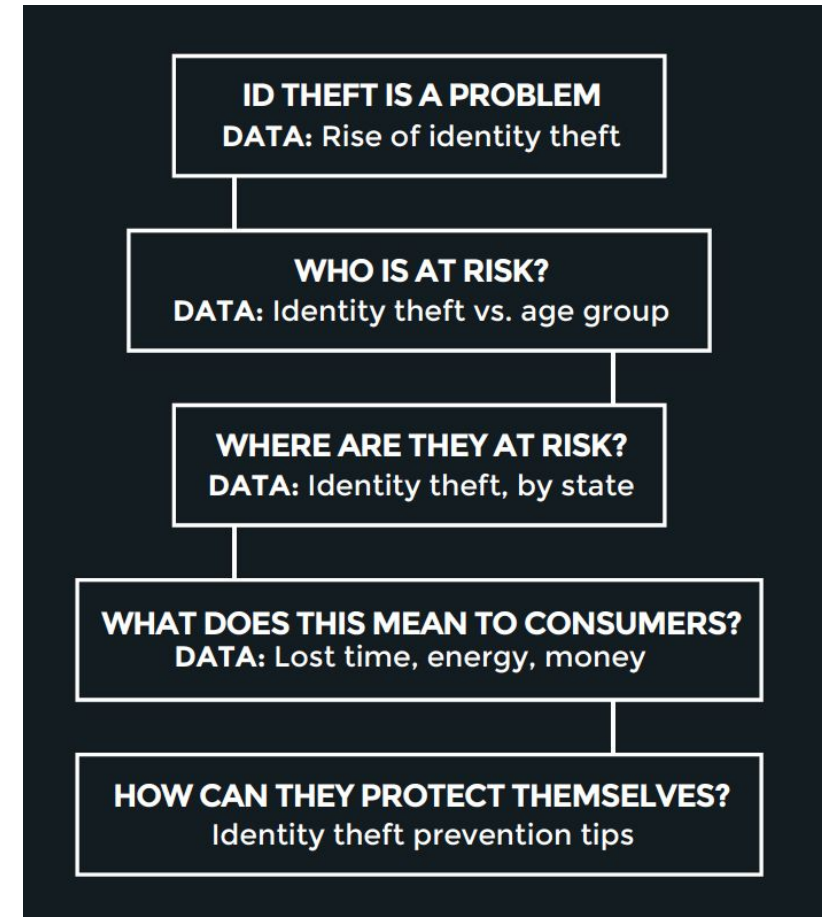 ID THEFT IS A PROBLEM
DATA: Rise of identity theft
WHO IS AT RISK?
DATA: Identity theft vs. age group
WHERE ARE THEY AT RISK?
DATA: Identity theft, by state
WHAT DOES THIS MEAN TO CONSUMERS?
DATA: Lost time, energy, money
HOW CAN THEY PROTECT THEMSELVES?
Identity theft prevention tips